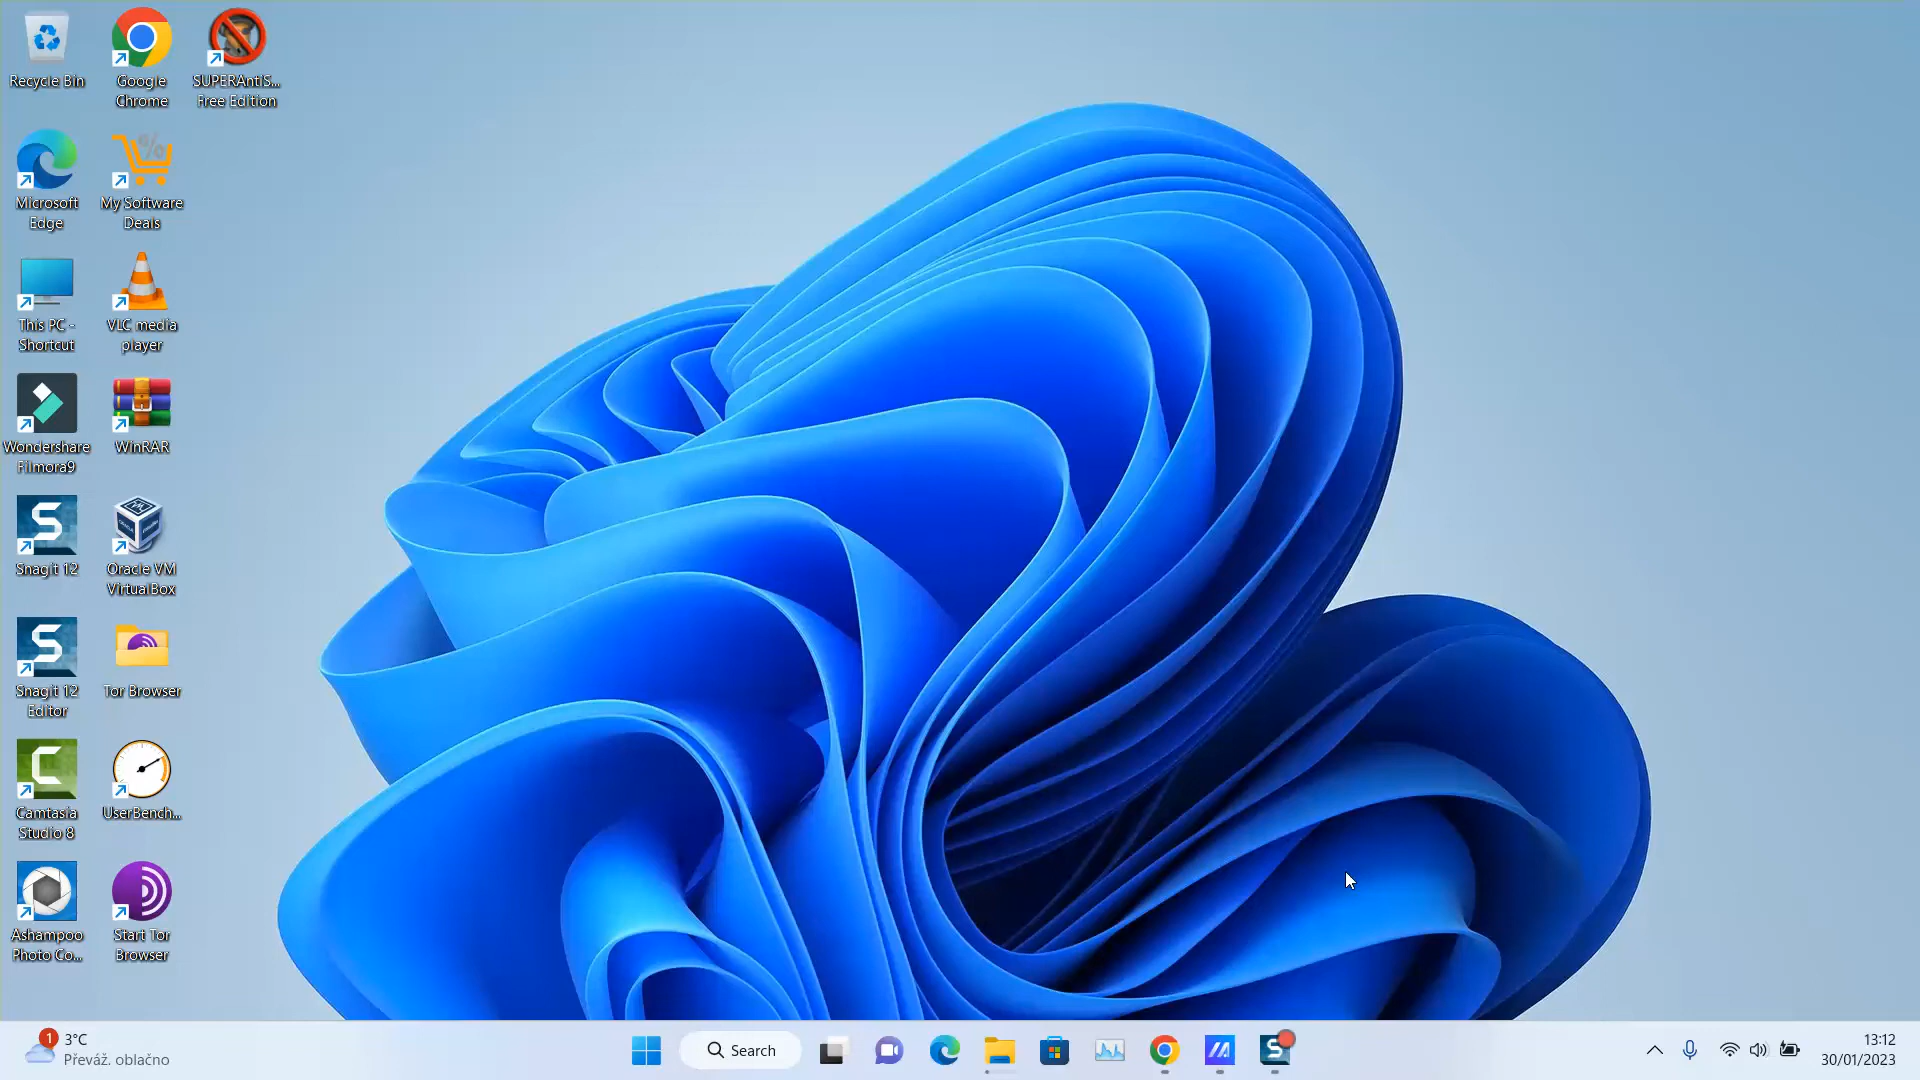 Recycle Bin
Google
Chrome
SUPERAntiS...
Free Edition
Microsoft
Edge
My Software
Deals
This PC -
Shortcut
VLC media
player
Wondershare
Filmora9
WinRAR
Snagit 12
Oracle VM
VirtualBox
Snagit 12
Editor
Tor Browser
Camtasia
Studio 8
UserBench...
Ashampoo
Photo Co...
Start Tor
Browser
1
3°C
Převáž. oblačno
Search
13:12
30/01/2023